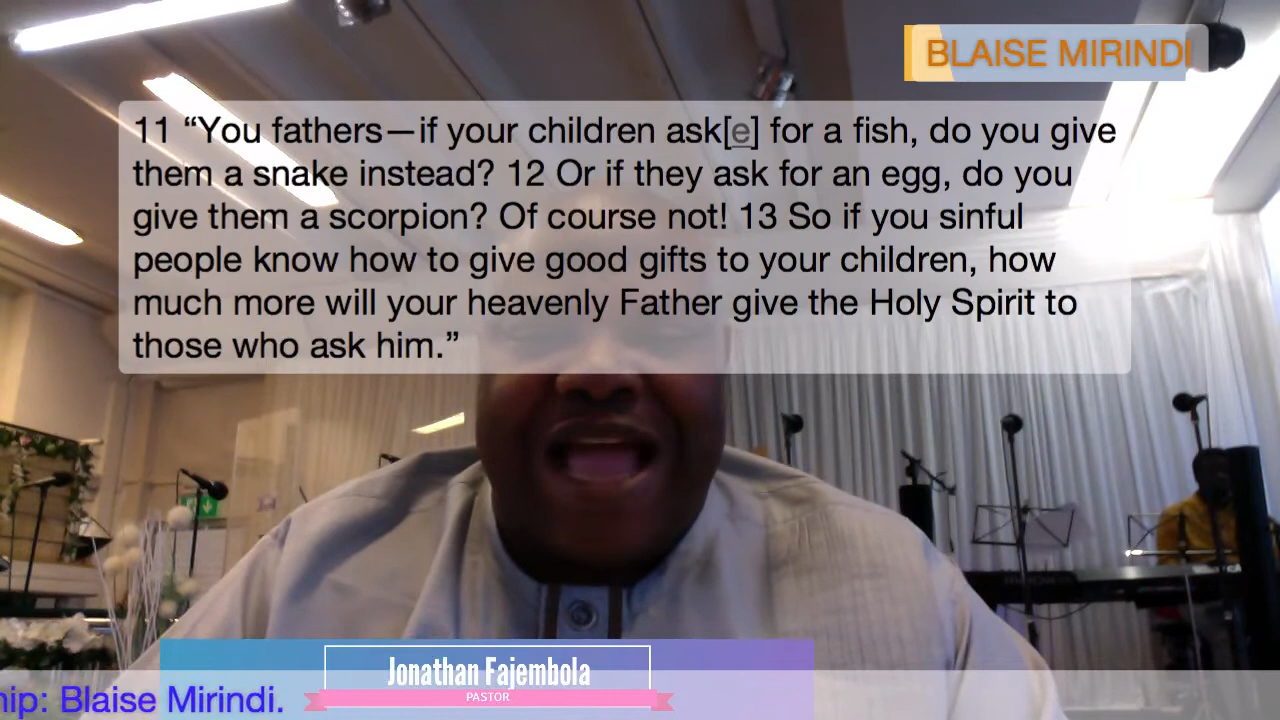 BLAISE MIRINDI
11 “You fathers—if your children ask[e] for a fish, do you give
them a snake instead? 12 Or if they ask for an egg, do you
give them a scorpion? Of course not! 13 So if you sinful
people know how to give good gifts to your children, how
much more will your heavenly Father give the Holy Spirit to
those who ask him.”
Jonathan Fajembola
PASTOR
hip: Blaise Mirindi.